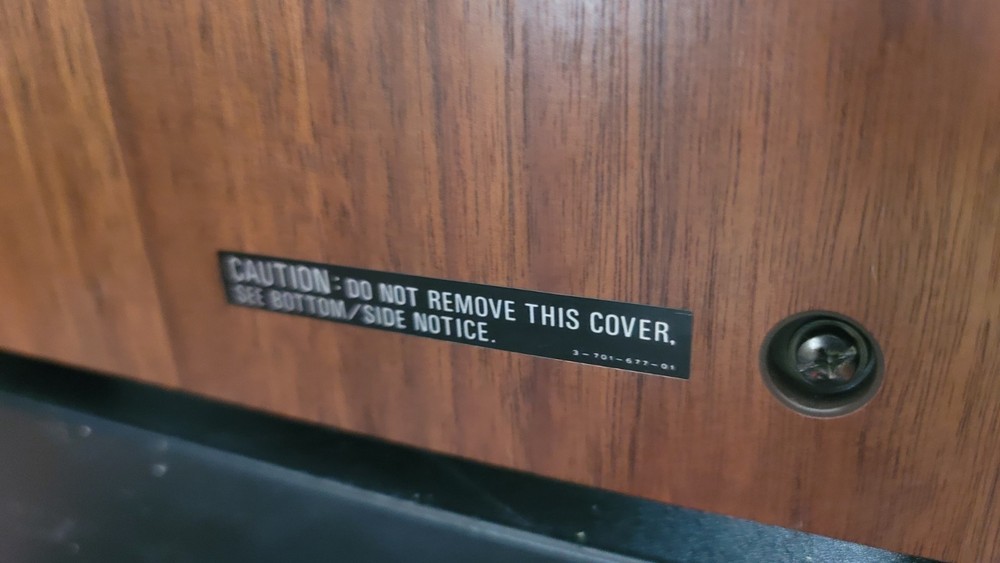 CAUTION: DO NOT REMOVE THIS COVER.
SEE BOTTOM/SIDE NOTICE.
3-701-677-01